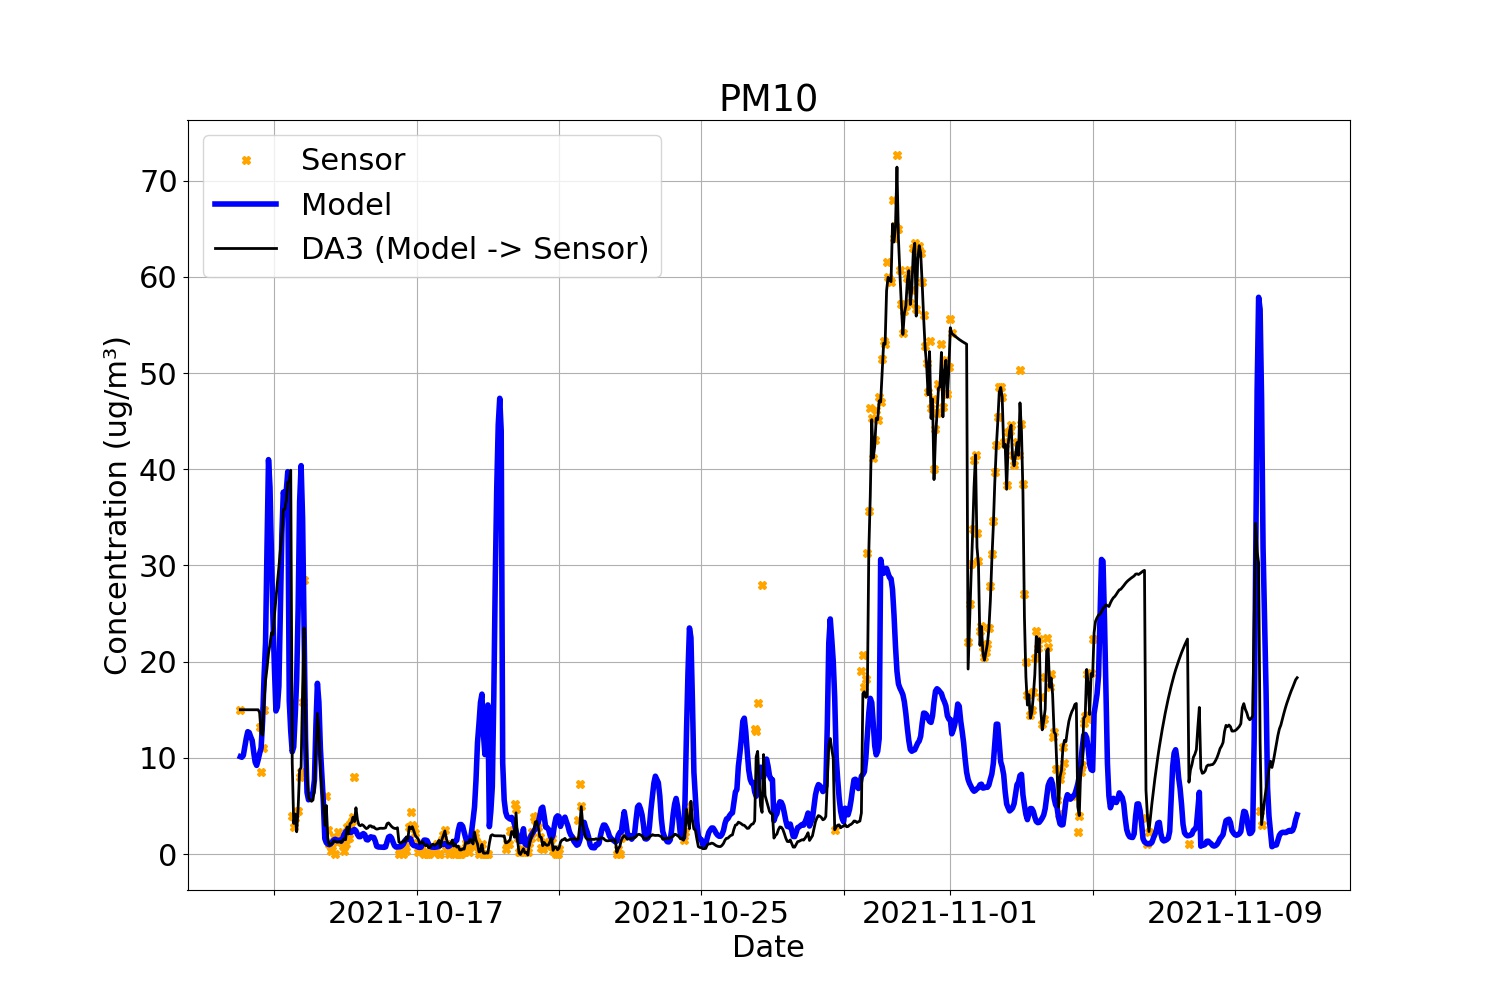 PM10
Sensor
Model
DA3 (Model -> Sensor)
Concentration (ug/m³)
70
60
50
40
30
20
10
0
2021-10-17
2021-10-25
2021-11-01
2021-11-09
Date